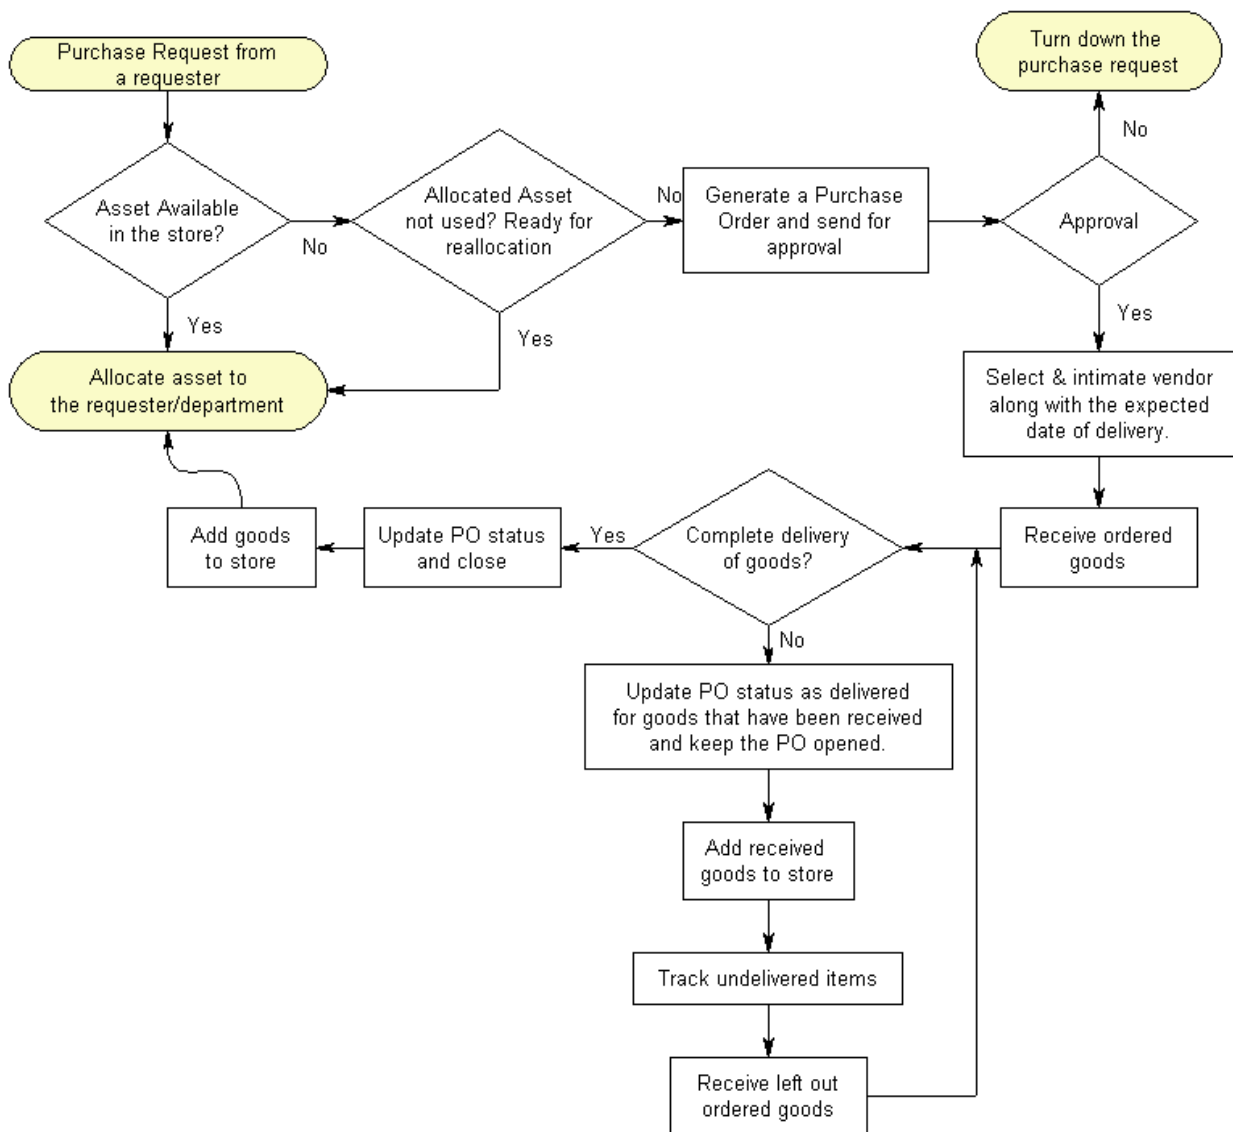 Purchase Request from
a requester
Turn down the
purchase request
No
Asset Available
in the store?
No
Allocated Asset
not used? Ready for
reallocation
No
Generate a Purchase
Order and send for
approval
Approval
Yes
Yes
Yes
Allocate asset to
the requester/department
Select & intimate vendor
along with the expected
date of delivery.
Add goods
to store
Update PO status
and close
Yes
Complete delivery
of goods?
Receive ordered
goods
No
Update PO status as delivered
for goods that have been received
and keep the PO opened.
Add received
goods to store
Track undelivered items
Receive left out
ordered goods